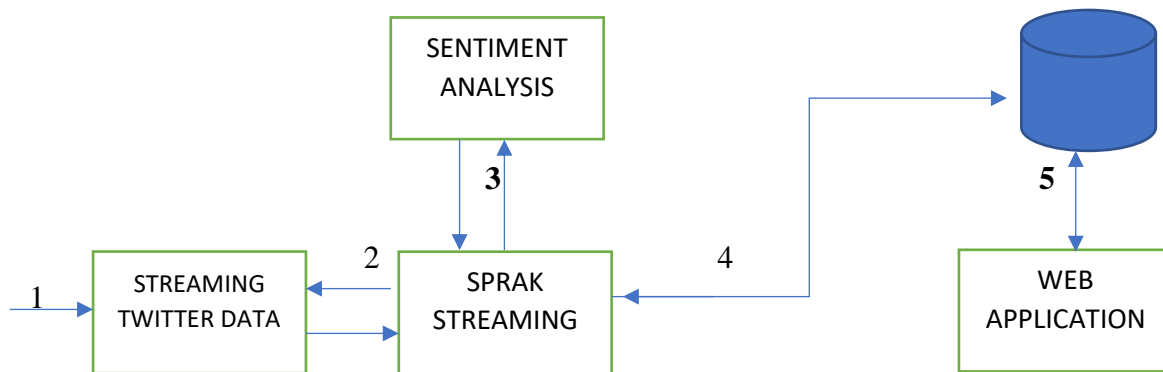 SENTIMENT
ANALYSIS
3
5
2
4
1
STREAMING
TWITTER DATA
SPRAK
STREAMING
WEB
APPLICATION